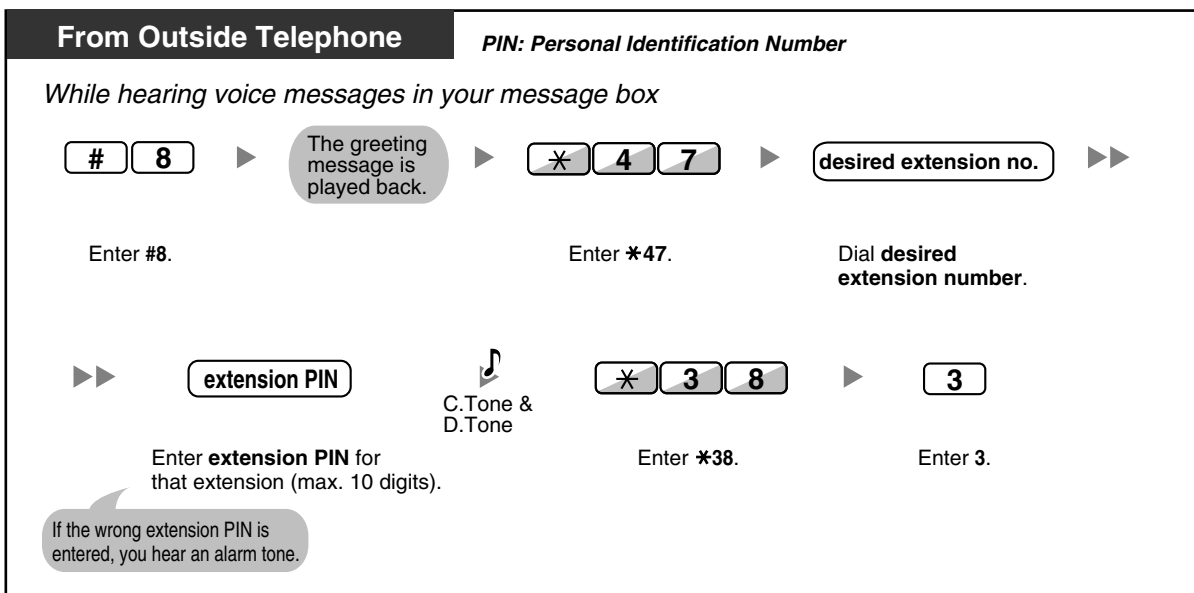 From Outside Telephone
PIN: Personal Identification Number
While hearing voice messages in your message box
# 8
The greeting
message is
played back.
* 4 7
desired extension no.
Enter #8.
Enter *47.
Dial desired
extension number.
extension PIN
C.Tone &
D.Tone
* 3 8
3
Enter extension PIN for
that extension (max. 10 digits).
Enter *38.
Enter 3.
If the wrong extension PIN is
entered, you hear an alarm tone.